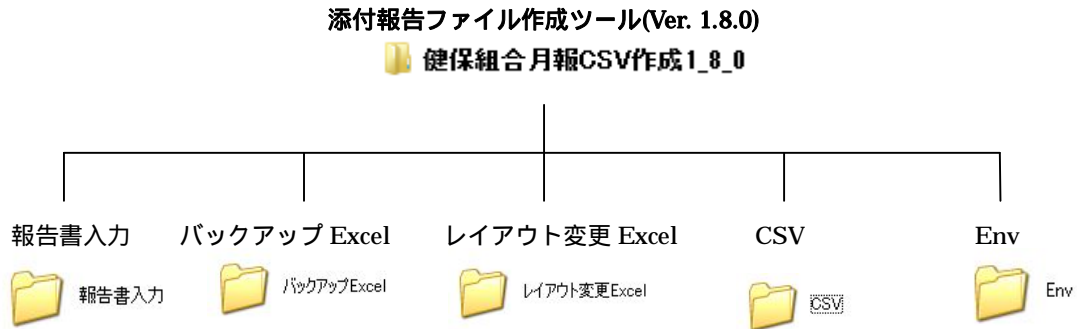 添付報告ファイル作成ツール(Ver. 1.8.0)
健保組合月報CSV作成1_8_0
報告書入力 バックアップ Excel レイアウト変更 Excel CSV Env
報告書入力 バックアップExcel レイアウト変更Excel CSV Env